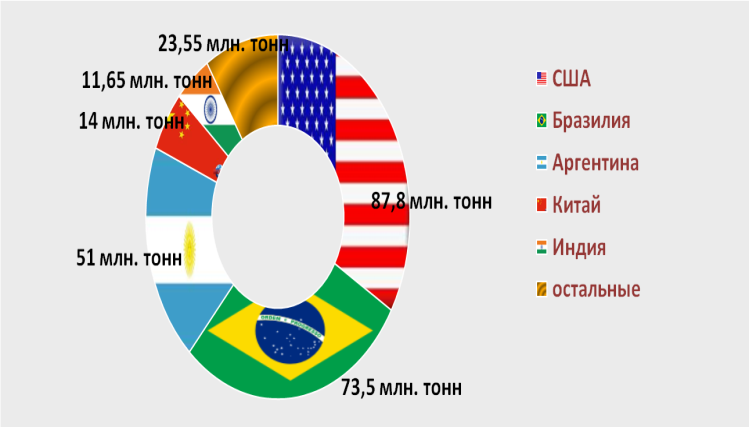 23,55 млн. тонн
11,65 млн. тонн
14 млн. тонн
87,8 млн. тонн
51 млн. тонн
73,5 млн. тонн
США
Бразилия
Аргентина
Китай
Индия
остальные